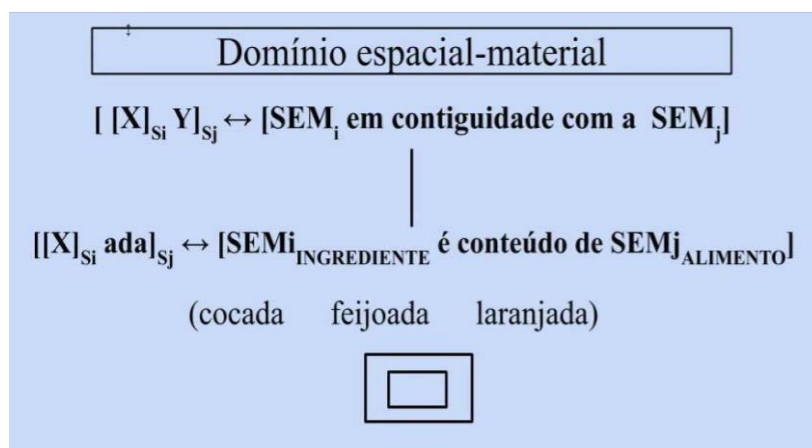 Domínio espacial-material
[ [X]Si Y]Sj ↔ [SEMi em contiguidade com a SEMj]
[[X]Si ada]Sj ↔ [SEMiINGREDIENTE é conteúdo de SEMjALIMENTO]
(cocada feijoada laranjada)